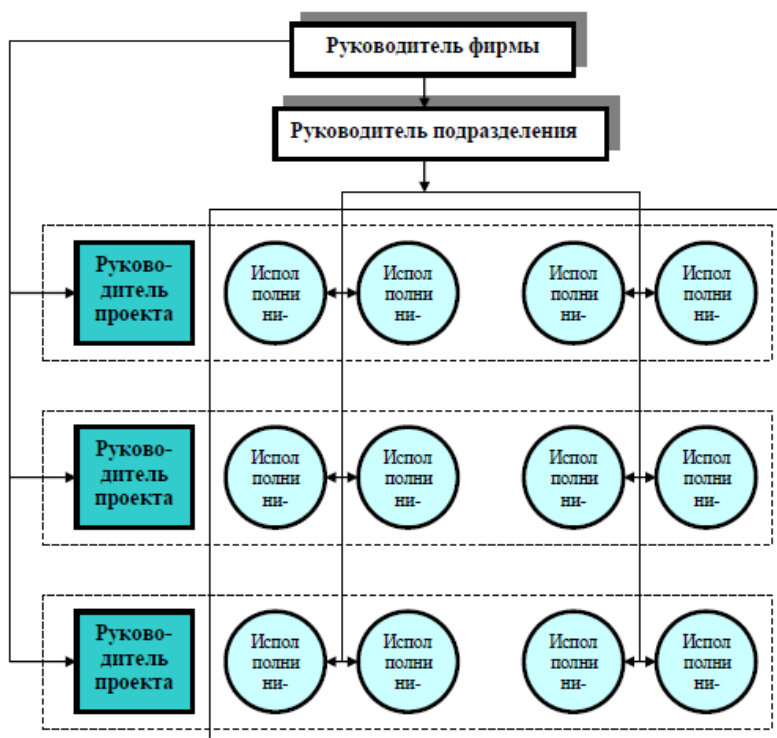 Руководитель фирмы
Руководитель подразделения
Руково-
дитель
проекта
Испол
полни
ни-
Испол
полни
ни-
Испол
полни
ни-
Испол
полни
ни-
Руково-
дитель
проекта
Испол
полни
ни-
Испол
полни
ни-
Испол
полни
ни-
Испол
полни
ни-
Руково-
дитель
проекта
Испол
полни
ни-
Испол
полни
ни-
Испол
полни
ни-
Испол
полни
ни-